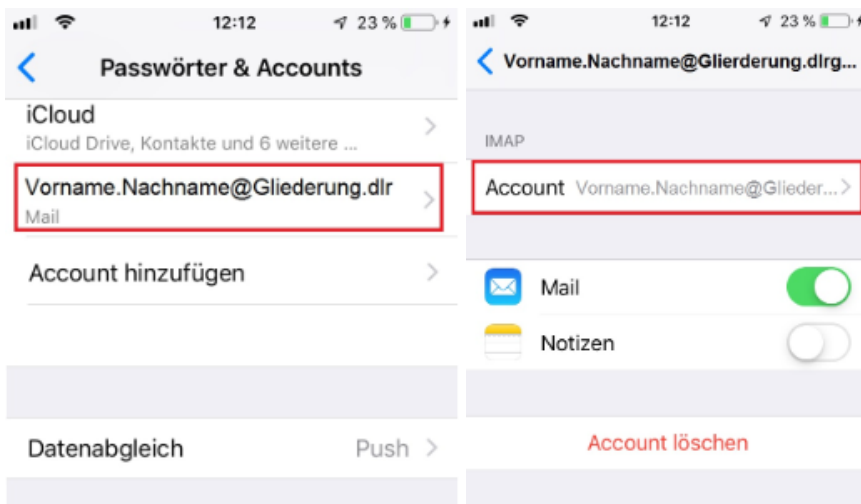 12:12
23 %
Passwörter & Accounts
iCloud
iCloud Drive, Kontakte und 6 weitere ...
Vorname.Nachname@Gliederung.dlr
Mail
Account hinzufügen
Datenabgleich Push
12:12
23 %
Vorname.Nachname@Glierderung.dlrg...
IMAP
Account Vorname.Nachname@Glieder...
Mail
Notizen
Account löschen